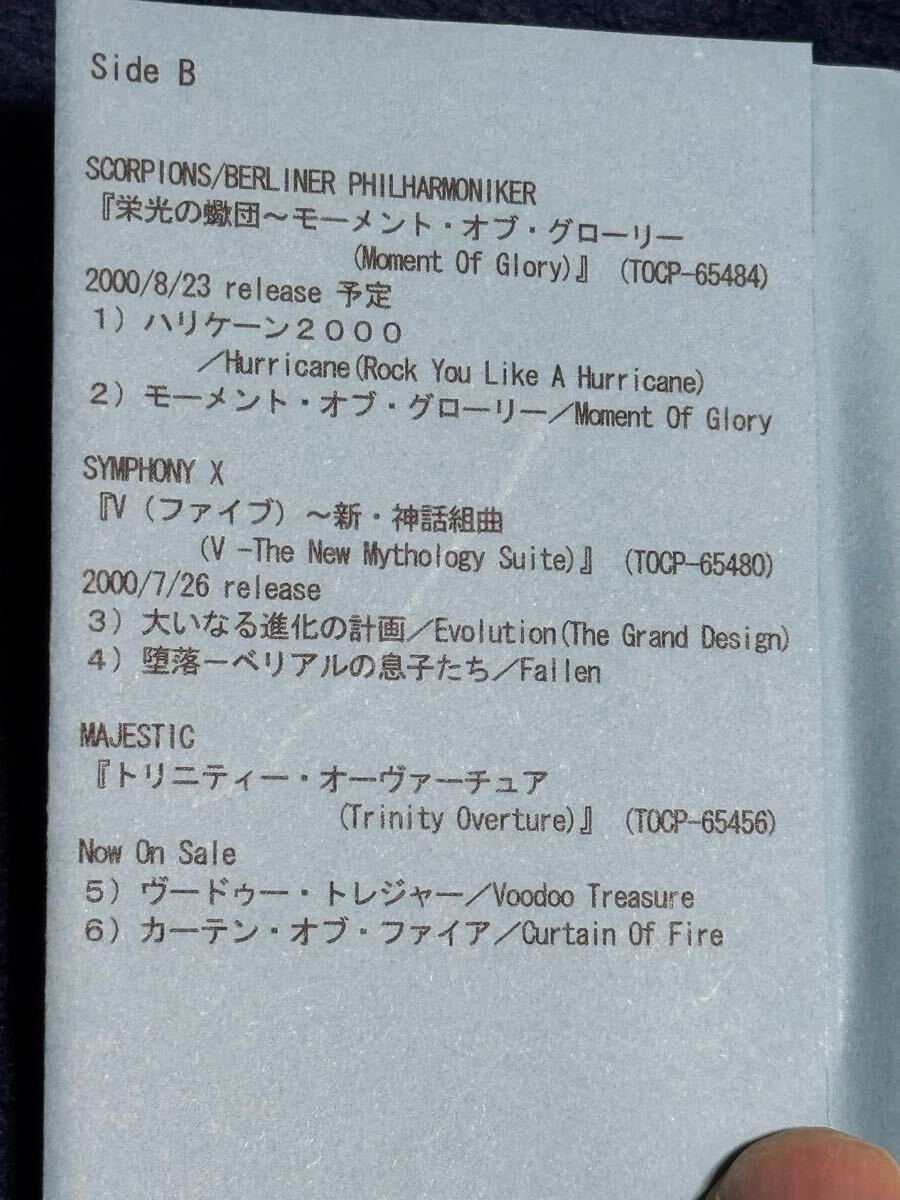 Side B
SCORPIONS/BERLINER PHILHARMONIKER
『栄光の蠍団～モーメント・オブ・グローリー
(Moment Of Glory)』 (TOCP-65484)
2000/8/23 release 予定
1) ハリケーン２０００
／Hurricane(Rock You Like A Hurricane)
2) モーメント・オブ・グローリー／Moment Of Glory
SYMPHONY X
『V（ファイブ）～新・神話組曲
(V -The New Mythology Suite)』 (TOCP-65480)
2000/7/26 release
3) 大いなる進化の計画／Evolution(The Grand Design)
4) 堕落－ベリアルの息子たち／Fallen
MAJESTIC
『トリニティー・オーヴァーチュア
(Trinity Overture)』 (TOCP-65456)
Now On Sale
5) ヴードゥー・トレジャー／Voodoo Treasure
6) カーテン・オブ・ファイア／Curtain Of Fire